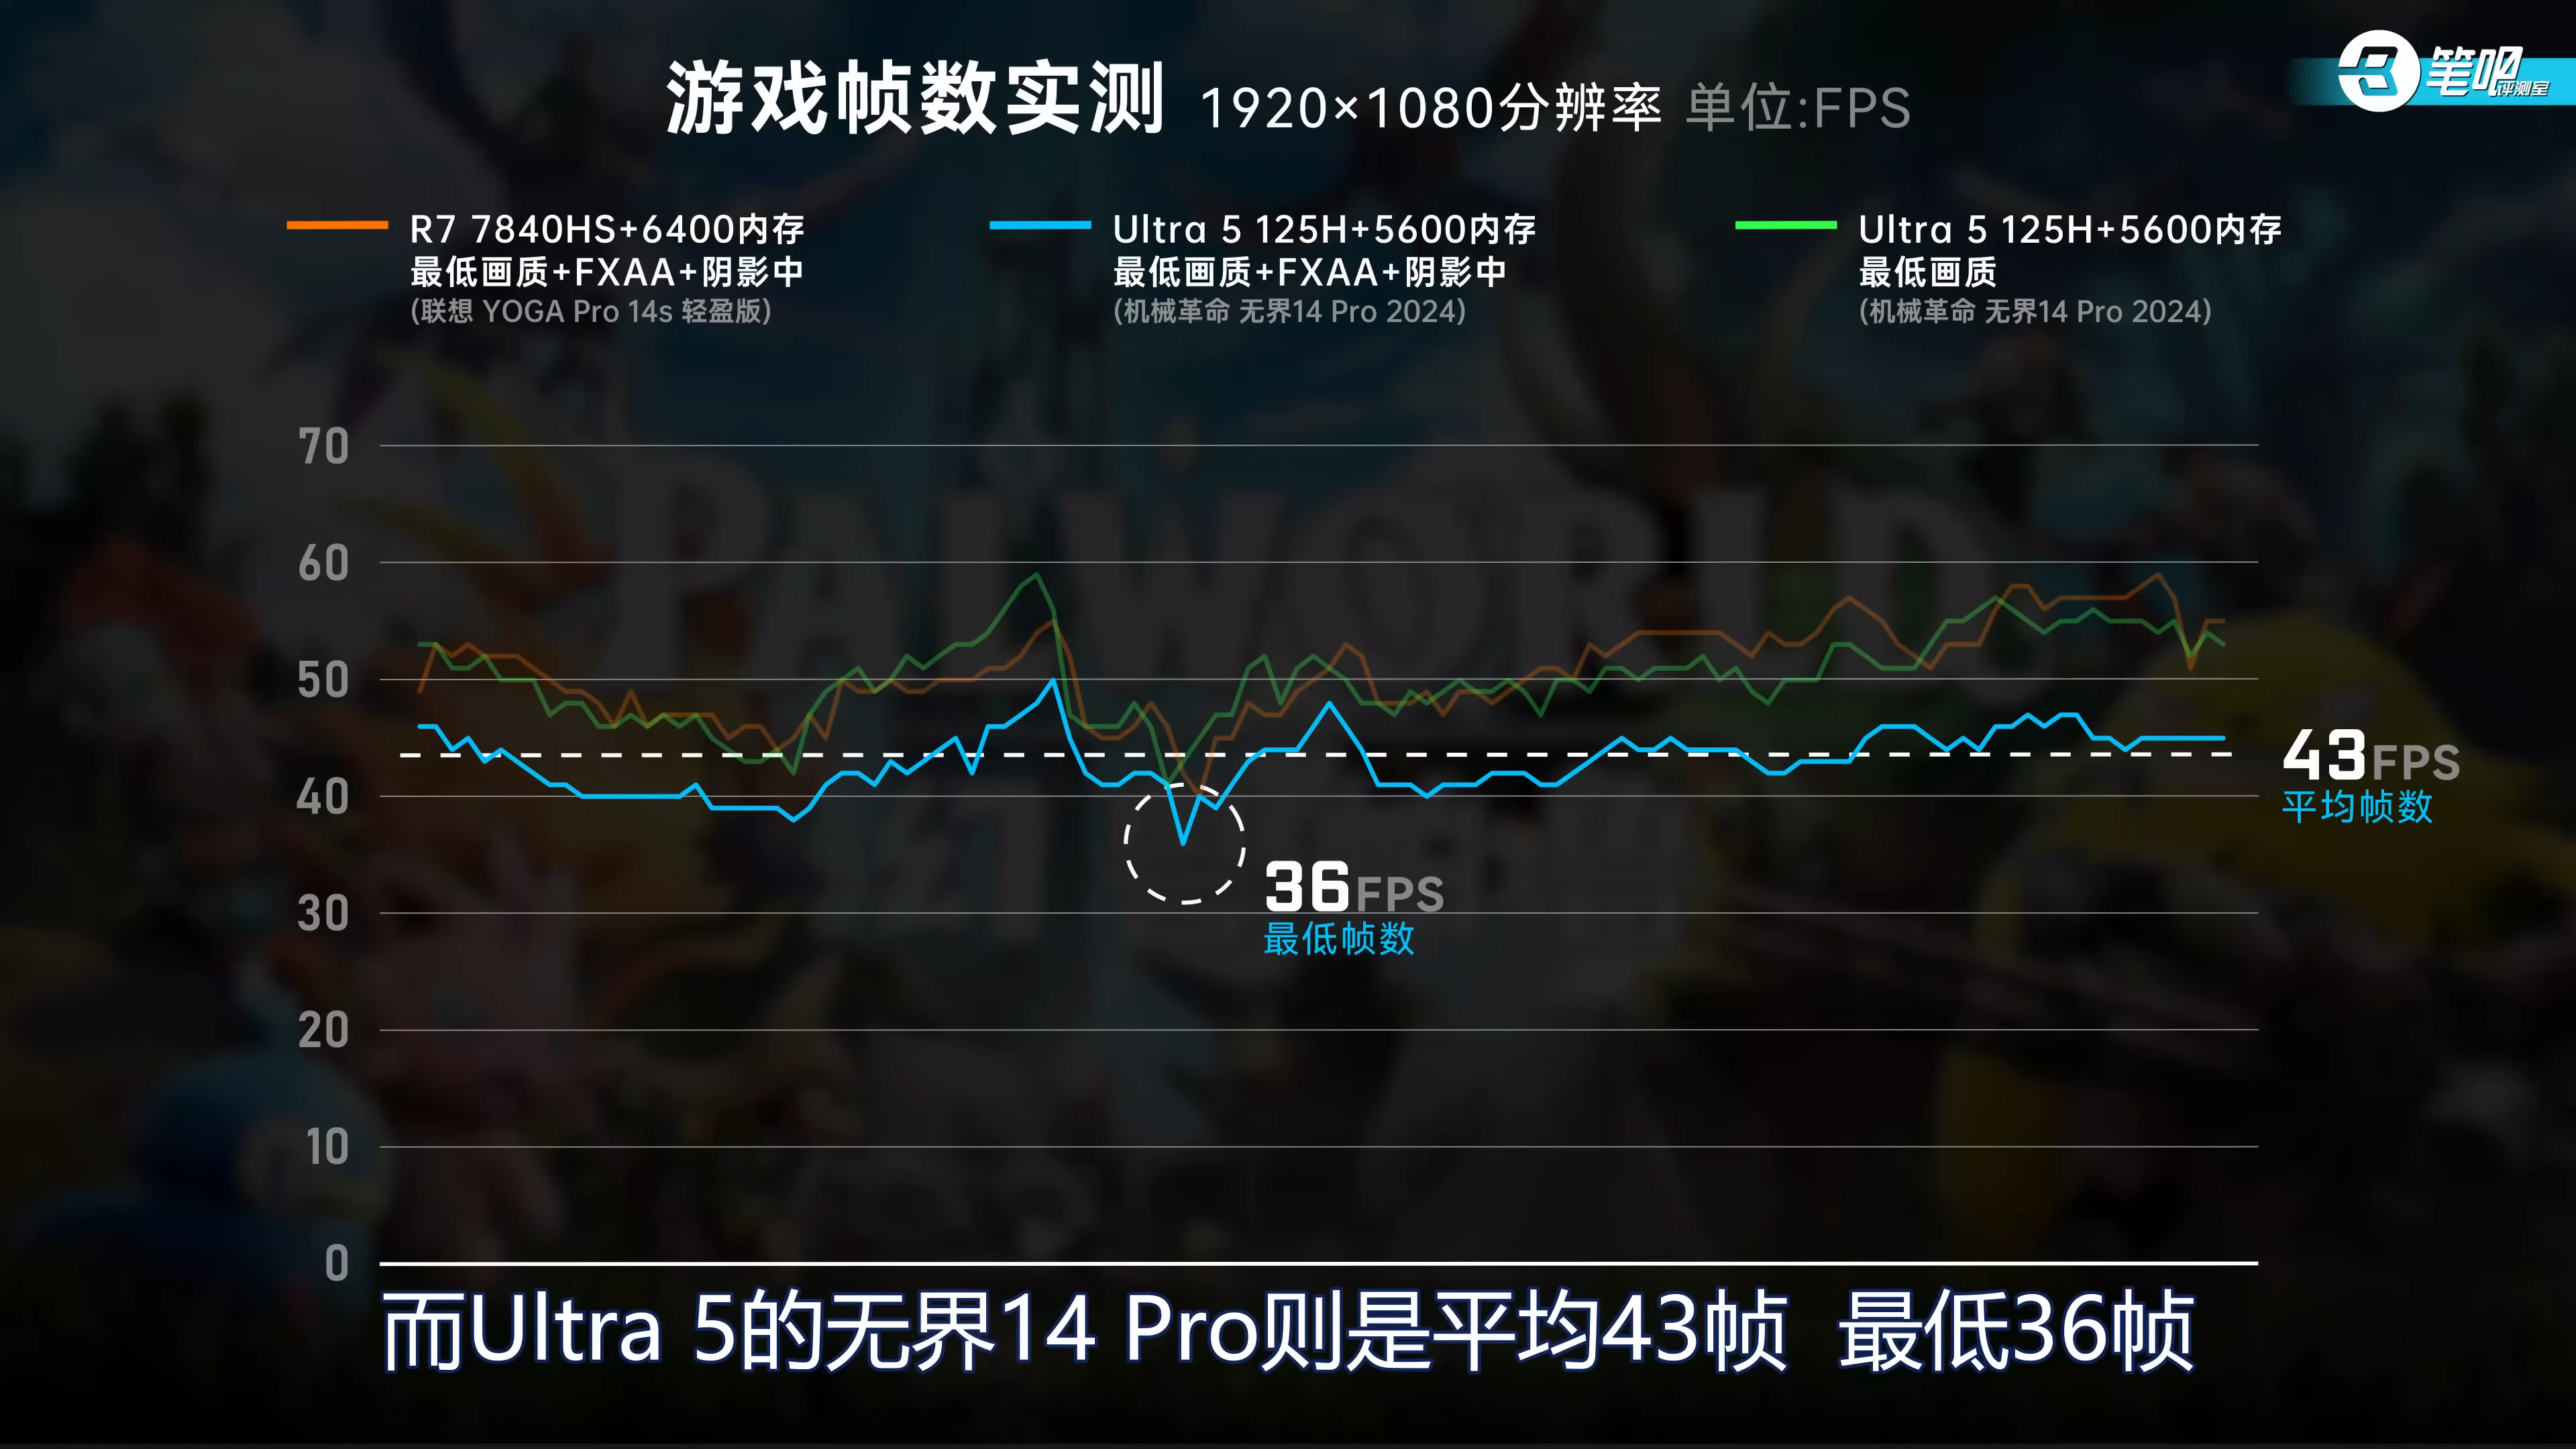 游戏帧数实测 1920×1080分辨率 单位:FPS
笔吧评测室
R7 7840HS+6400内存
最低画质+FXAA+阴影中
(联想 YOGA Pro 14s 轻盈版)
Ultra 5 125H+5600内存
最低画质+FXAA+阴影中
(机械革命 无界14 Pro 2024)
Ultra 5 125H+5600内存
最低画质
(机械革命 无界14 Pro 2024)
70
60
50
40
30
20
10
0
PALWORLD
43FPS
平均帧数
36FPS
最低帧数
而Ultra 5的无界14 Pro则是平均43帧 最低36帧